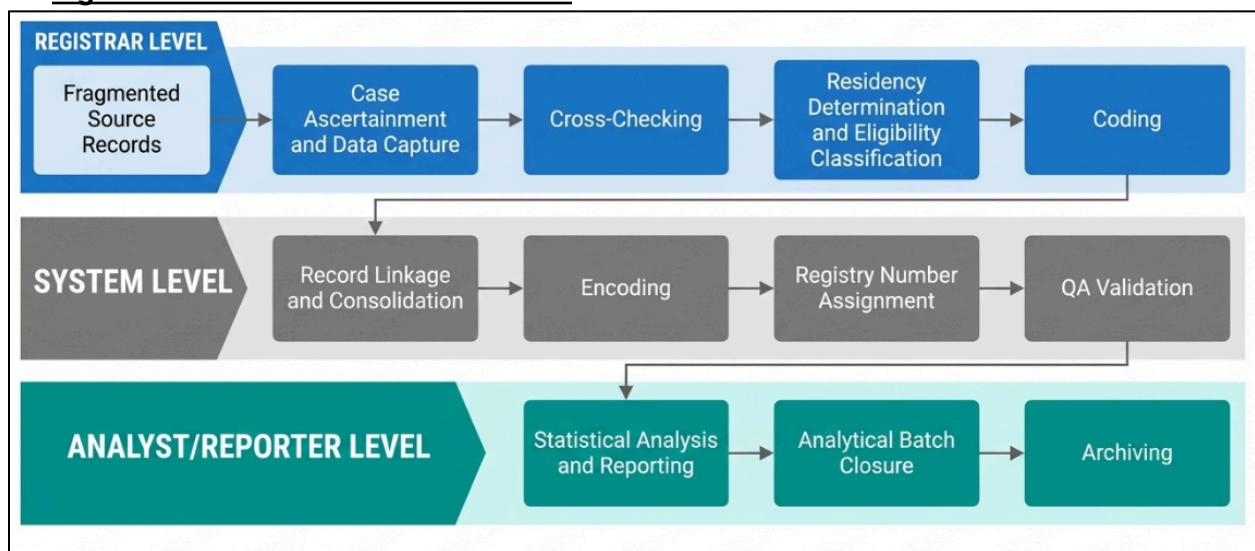 REGISTRAR LEVEL
Fragmented
Source
Records
Case
Ascertainment
and Data Capture
Cross-Checking
Residency
Determination
and Eligibility
Classification
Coding
SYSTEM LEVEL
Record Linkage
and Consolidation
Encoding
Registry Number
Assignment
QA Validation
ANALYST/REPORTER LEVEL
Statistical Analysis
and Reporting
Analytical Batch
Closure
Archiving